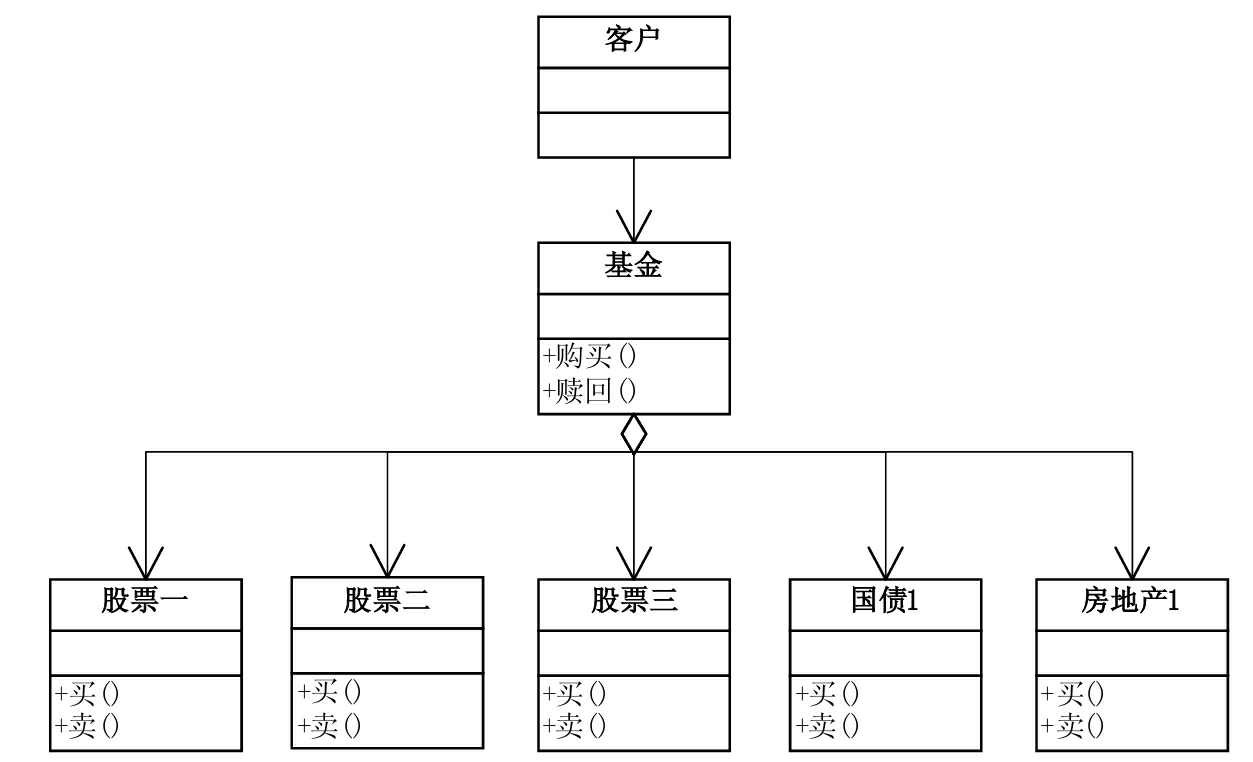 客户
基金
+购买()
+赎回()
股票一
+买()
+卖()
股票二
+买()
+卖()
股票三
+买()
+卖()
国债1
+买()
+卖()
房地产1
+买()
+卖()